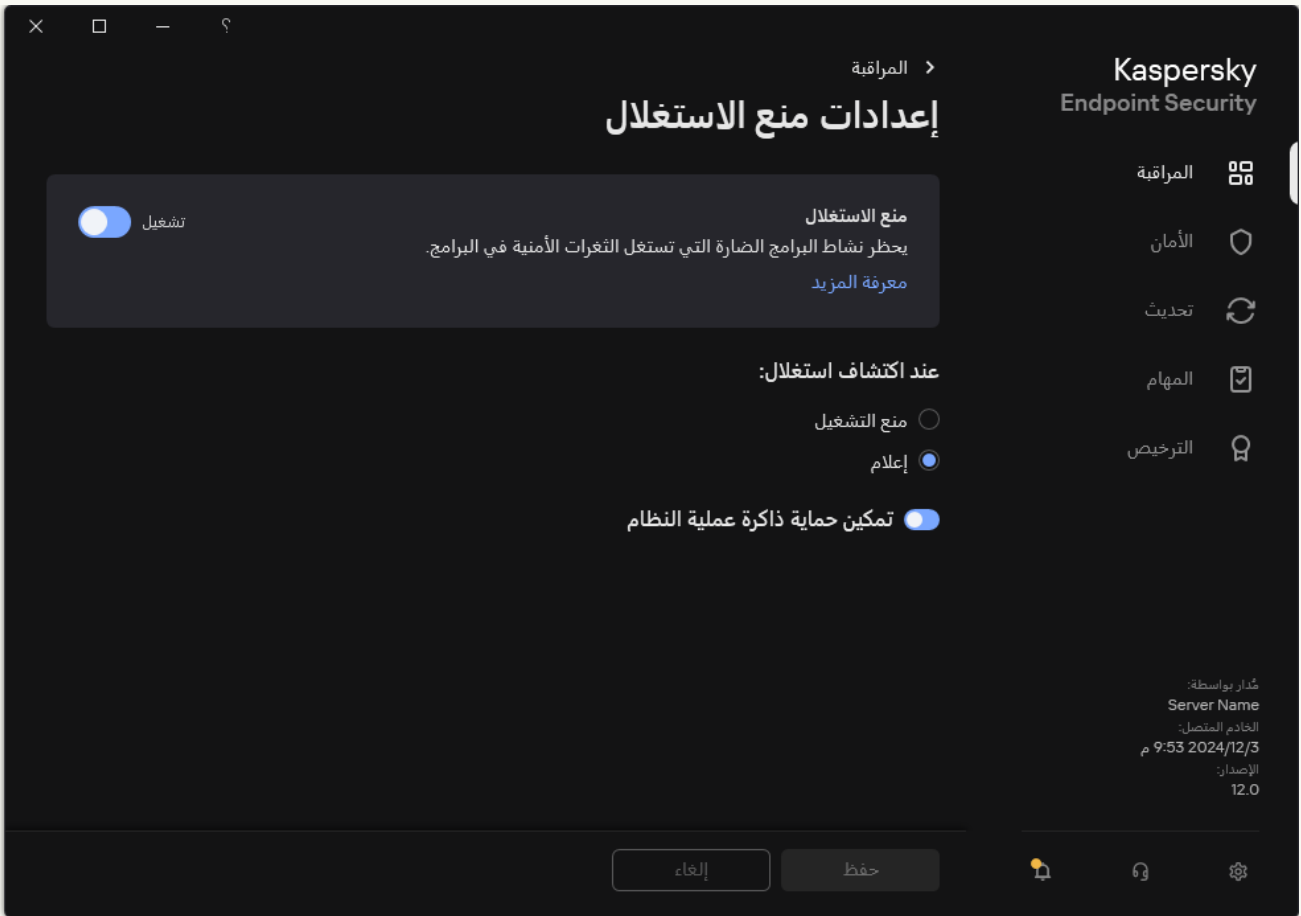 ؟
Kaspersky
Endpoint Security
المراقبة
الأمان
تحديث
المهام
الترخيص
مُدار بواسطة:
Server Name
الخادم المتصل:
2024/12/3 9:53 م
الإصدار:
12.0
المراقبة
إعدادات منع الاستغلال
منع الاستغلال
يحظر نشاط البرامج الضارة التي تستغل الثغرات الأمنية في البرامج.
معرفة المزيد
تشغيل
عند اكتشاف استغلال:
منع التشغيل
إعلام
تمكين حماية ذاكرة عملية النظام
حفظ
إلغاء